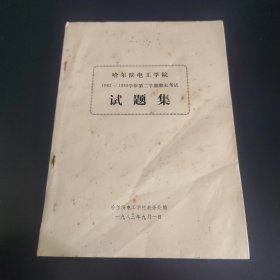 哈尔滨电工学院
1982～1983学年第二学期期末考试
试题集
哈尔滨电工学院教务处编
一九八三年九月一日